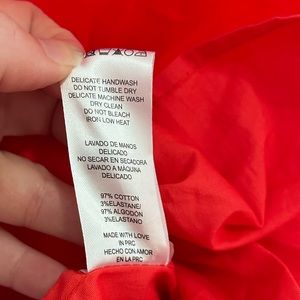 DELICATE HANDWASH
DO NOT TUMBLE DRY
DELICATE MACHINE WASH
DRY CLEAN
DO NOT BLEACH
IRON LOW HEAT
LAVADO DE MANOS
DELICADO
NO SECAR EN SECADORA
LAVADO A MÁQUINA
DELICADO
97% COTTON
3%ELASTANE/
97% ALGODÓN
3%ELASTANO
MADE WITH LOVE IN
PRC
HECHO CON AMOR
EN LA PRC